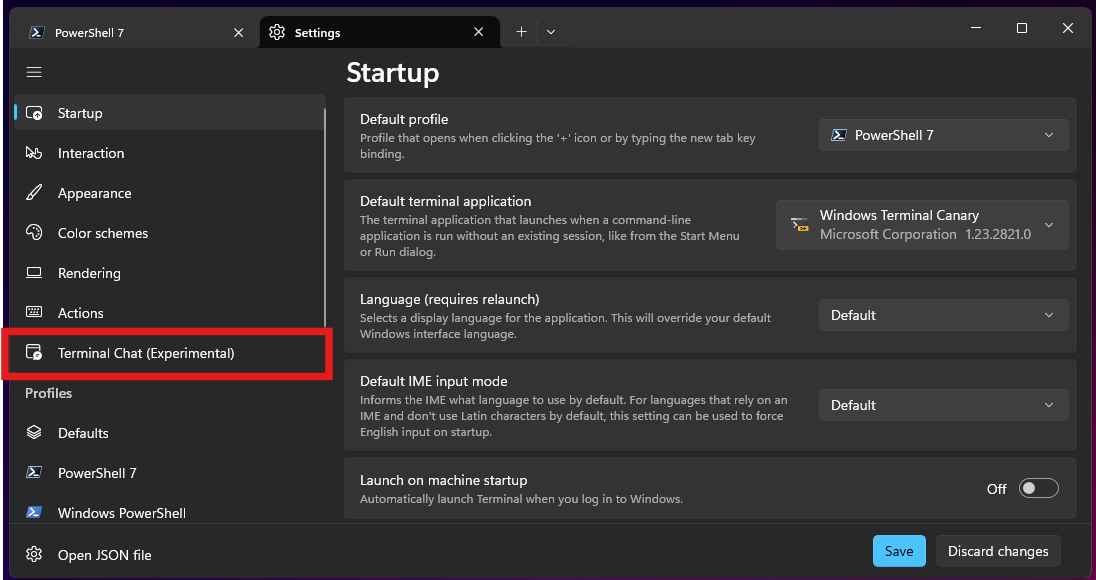 PowerShell 7
Settings
Startup
Interaction
Appearance
Color schemes
Rendering
Actions
Terminal Chat (Experimental)
Profiles
Defaults
PowerShell 7
Windows PowerShell
Open JSON file
Startup
Default profile
Profile that opens when clicking the '+' icon or by typing the new tab key
binding.
PowerShell 7
Default terminal application
The terminal application that launches when a command-line
application is run without an existing session, like from the Start Menu
or Run dialog.
Windows Terminal Canary
Microsoft Corporation 1.23.2821.0
Language (requires relaunch)
Selects a display language for the application. This will override your default
Windows interface language.
Default
Default IME input mode
Informs the IME what language to use by default. For languages that rely on an
IME and don't use Latin characters by default, this setting can be used to force
English input on startup.
Default
Launch on machine startup
Automatically launch Terminal when you log in to Windows.
Off
Save
Discard changes